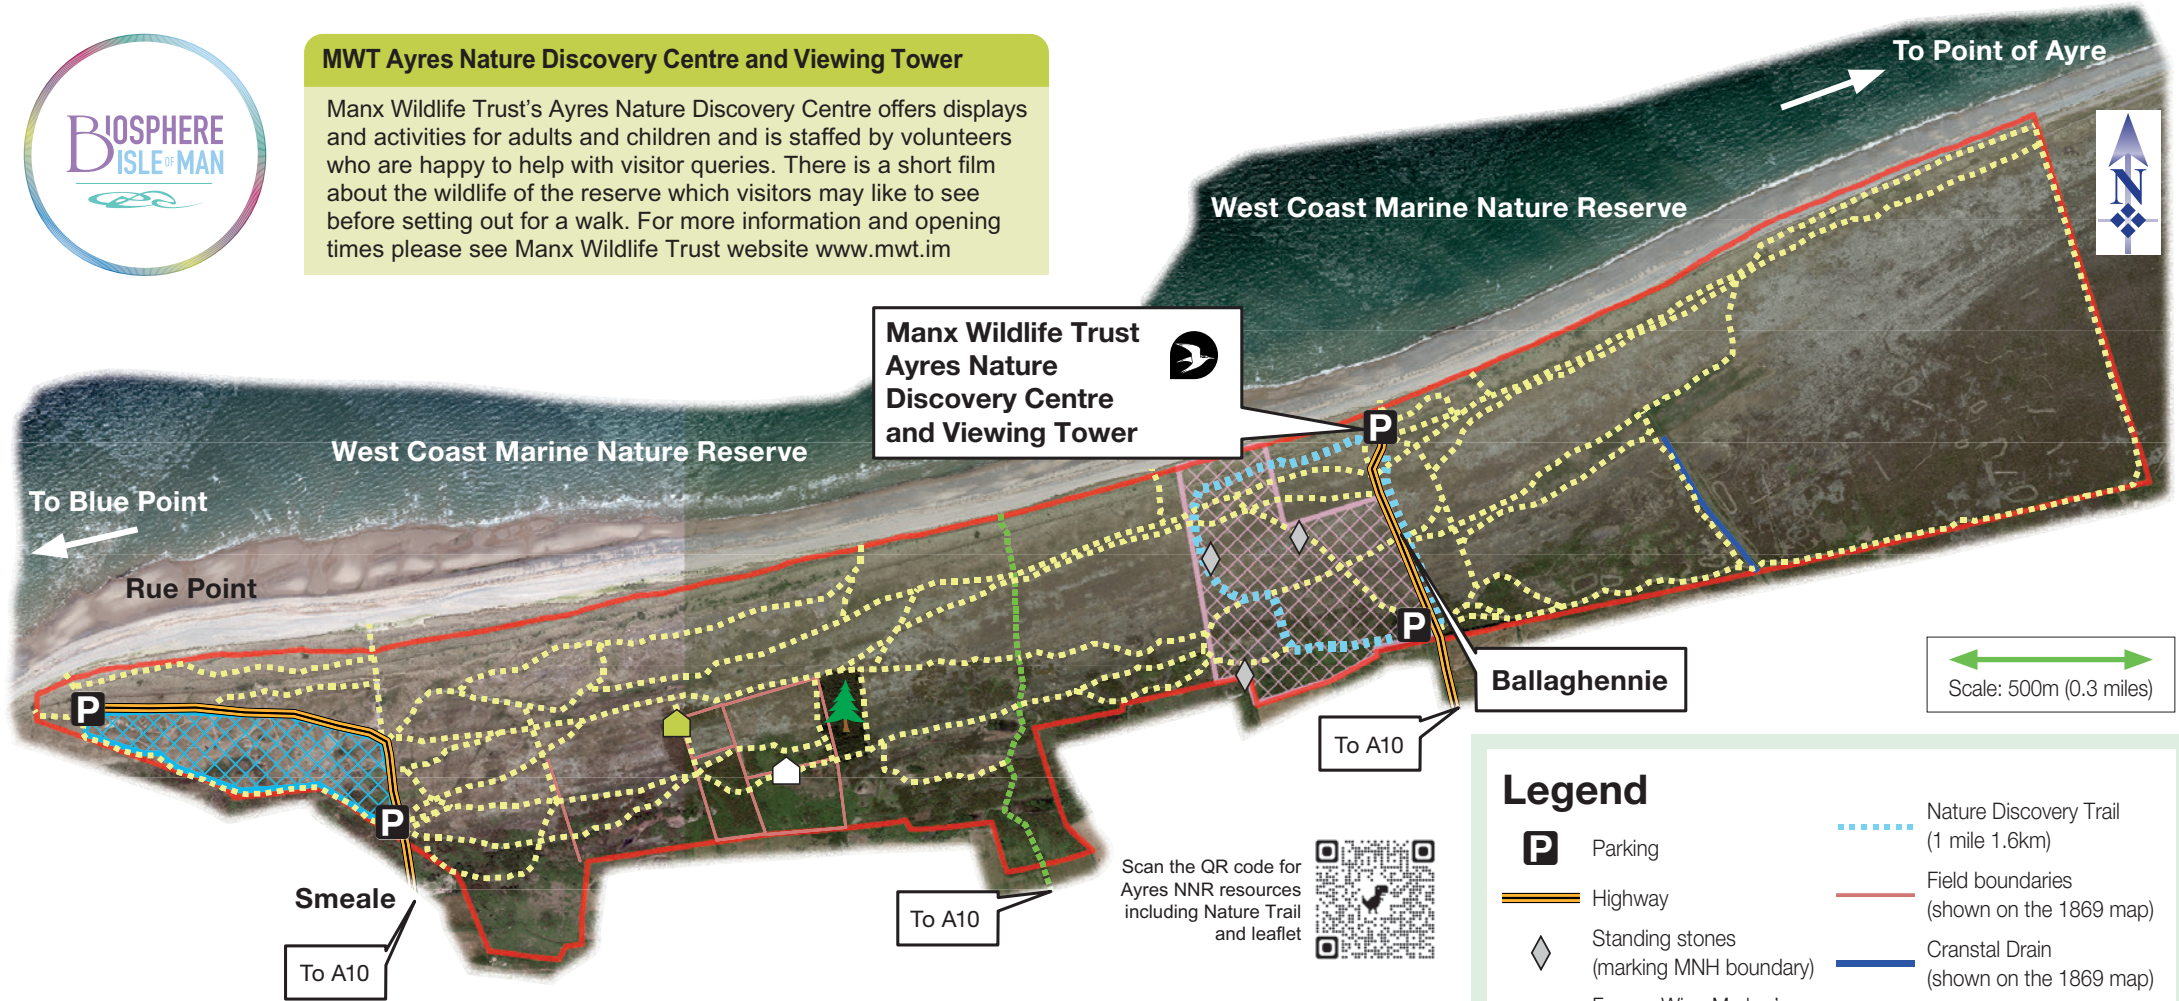 BIOSPHERE
ISLE OF MAN
MWT Ayres Nature Discovery Centre and Viewing Tower
Manx Wildlife Trust's Ayres Nature Discovery Centre offers displays
and activities for adults and children and is staffed by volunteers
who are happy to help with visitor queries. There is a short film
about the wildlife of the reserve which visitors may like to see
before setting out for a walk. For more information and opening
times please see Manx Wildlife Trust website www.mwt.im
To Point of Ayre
N
West Coast Marine Nature Reserve
Manx Wildlife Trust
Ayres Nature
Discovery Centre
and Viewing Tower
P
West Coast Marine Nature Reserve
To Blue Point
Rue Point
P
P
P
Ballaghennie
To A10
Scale: 500m (0.3 miles)
Smeale
To A10
To A10
Scan the QR code for
Ayres NNR resources
including Nature Trail
and leaflet
Legend
P Parking
Highway
Standing stones
(marking MNH boundary)
Nature Discovery Trail
(1 mile 1.6km)
Field boundaries
(shown on the 1869 map)
Cranstal Drain
(shown on the 1869 map)